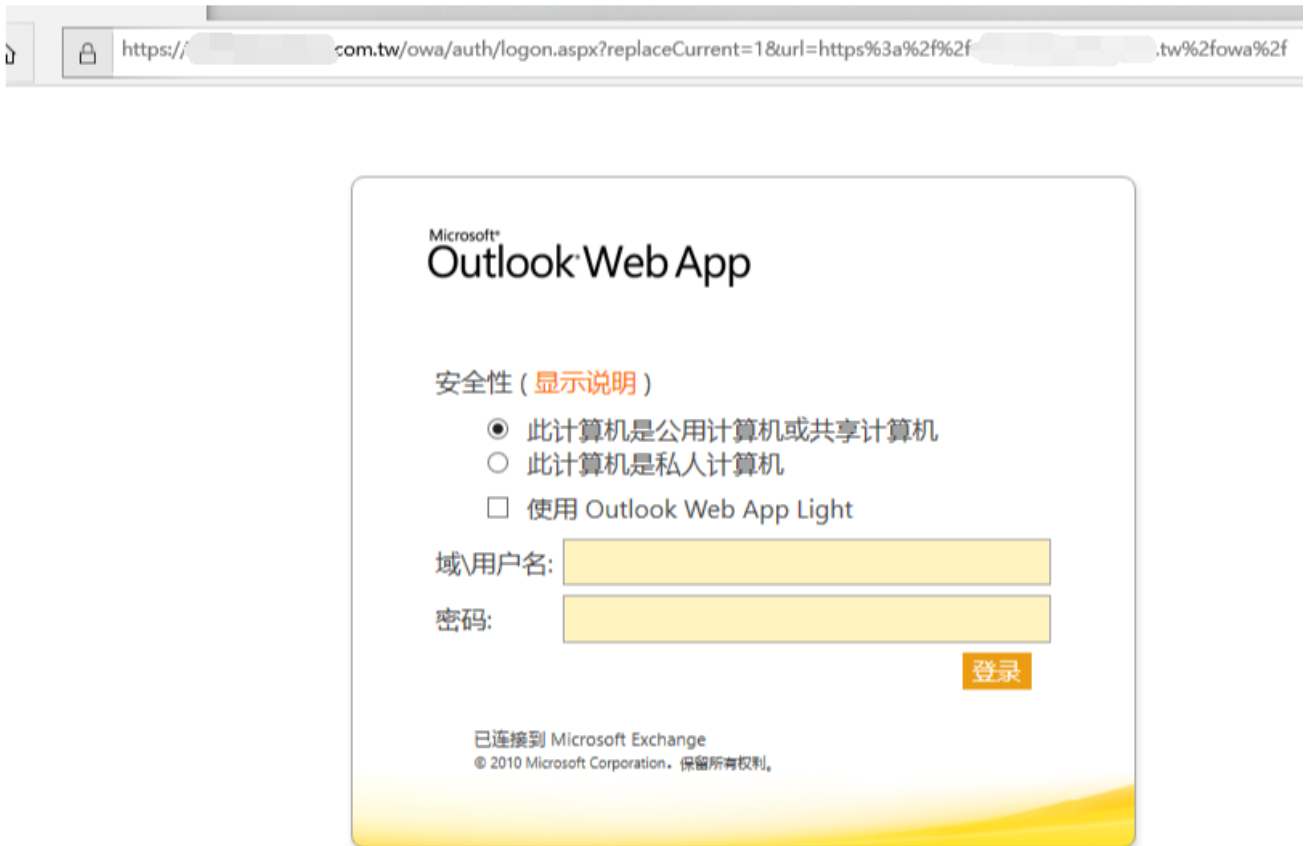 https:// com.tw/owa/auth/logon.aspx?replaceCurrent=1&url=https%3a%2f%2f .tw%2fowa%2f
Microsoft®
Outlook® Web App
安全性 ( 显示说明 )
此计算机是公用计算机或共享计算机
此计算机是私人计算机
使用 Outlook Web App Light
域\用户名:
密码:
登录
已连接到 Microsoft Exchange
© 2010 Microsoft Corporation。保留所有权利。